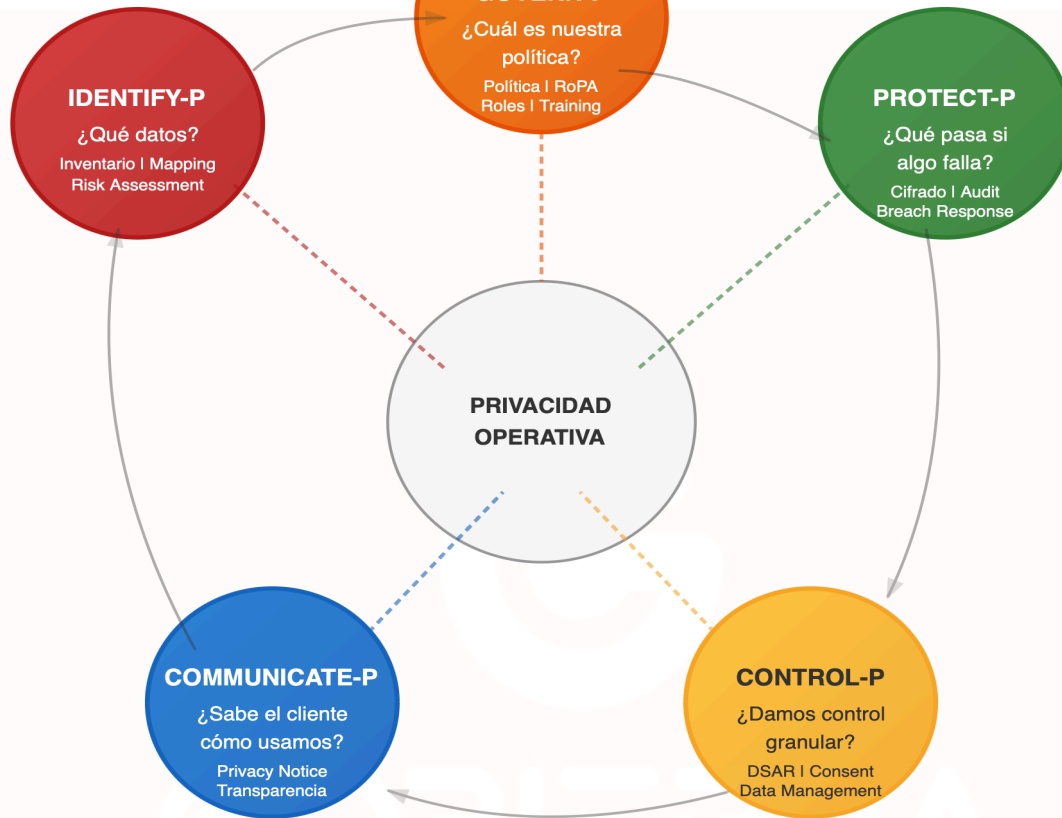 ¿Cuál es nuestra
política?
Política | RoPA
Roles | Training
IDENTIFY-P
¿Qué datos?
Inventario | Mapping
Risk Assessment
PROTECT-P
¿Qué pasa si
algo falla?
Cifrado | Audit
Breach Response
PRIVACIDAD
OPERATIVA
COMMUNICATE-P
¿Sabe el cliente
cómo usamos?
Privacy Notice
Transparencia
CONTROL-P
¿Damos control
granular?
DSAR | Consent
Data Management